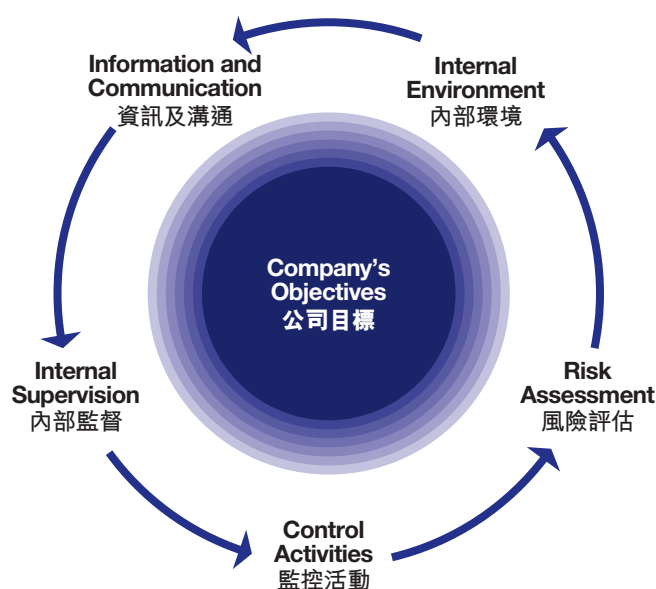 Information and
Communication
資訊及溝通
Internal
Environment
內部環境
Company's
Objectives
公司目標
Internal
Supervision
內部監督
Risk
Assessment
風險評估
Control
Activities
監控活動